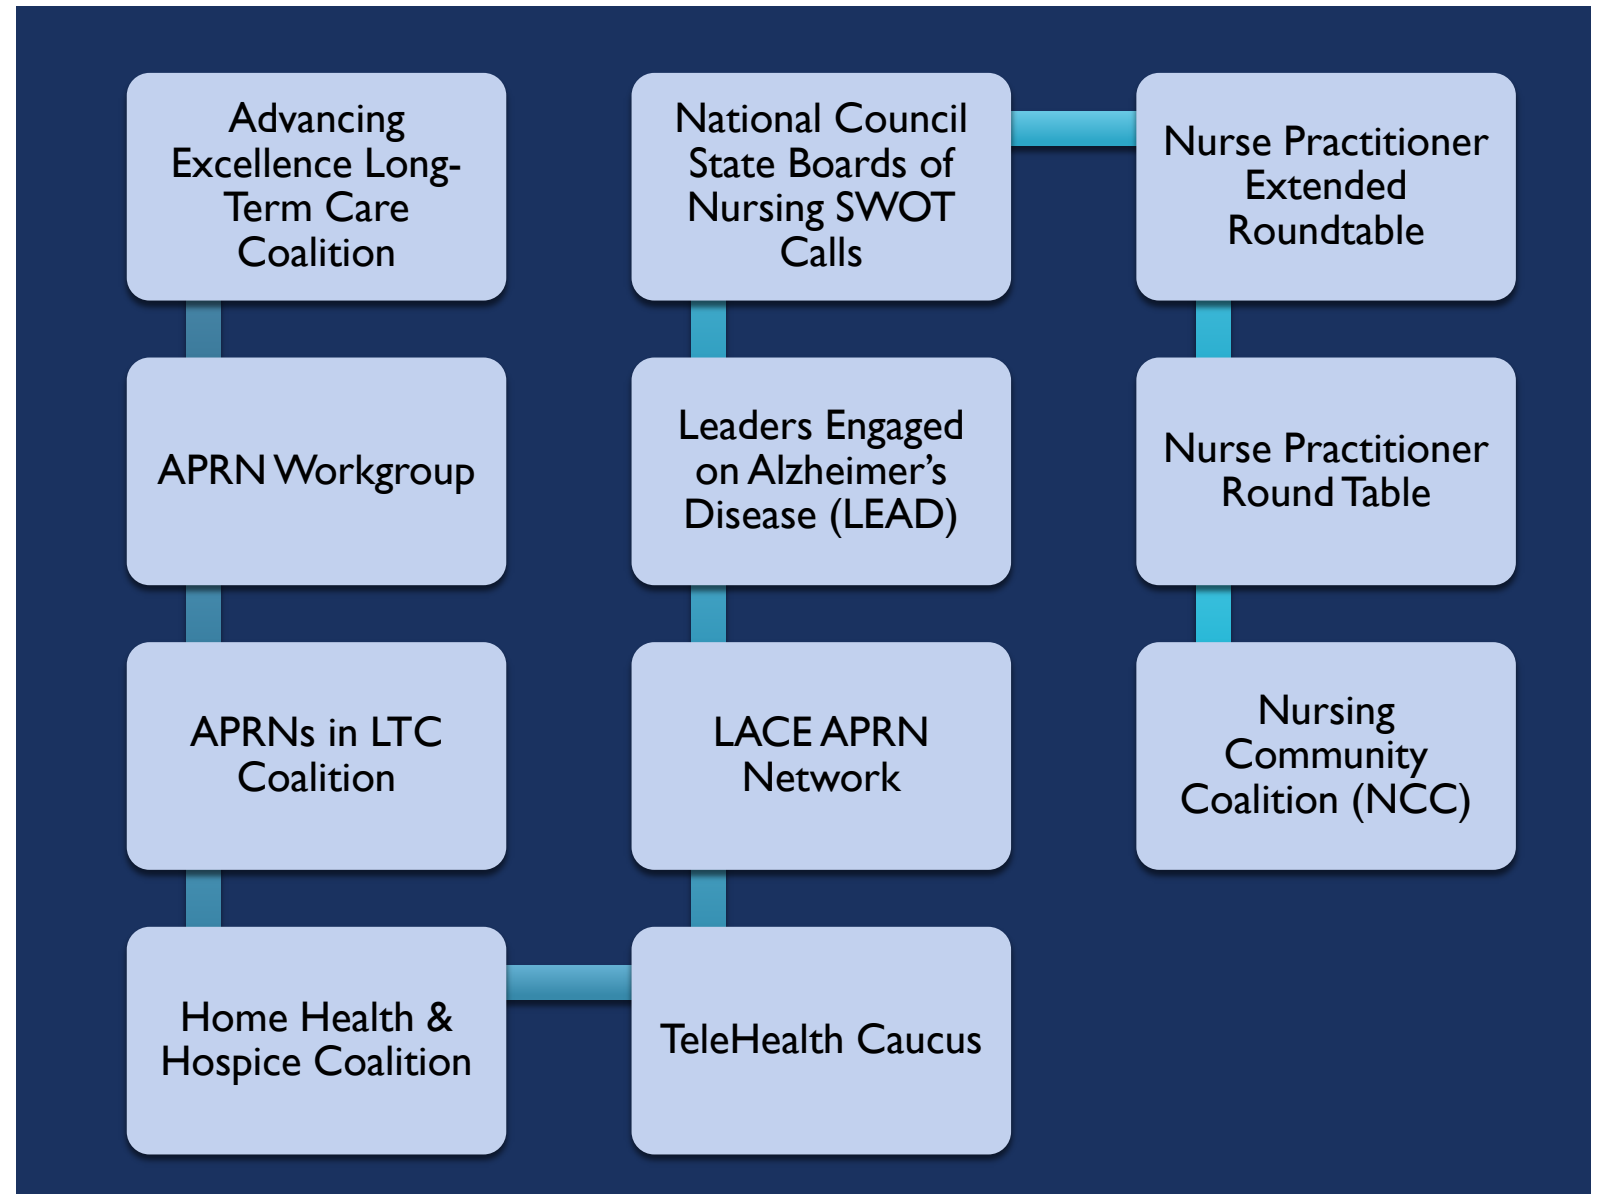 Advancing
Excellence Long-
Term Care
Coalition
APRN Workgroup
APRNs in LTC
Coalition
Home Health &
Hospice Coalition
TeleHealth Caucus
LACE APRN
Network
Leaders Engaged
on Alzheimer’s
Disease (LEAD)
National Council
State Boards of
Nursing SWOT
Calls
Nurse Practitioner
Extended
Roundtable
Nurse Practitioner
Round Table
Nursing
Community
Coalition (NCC)